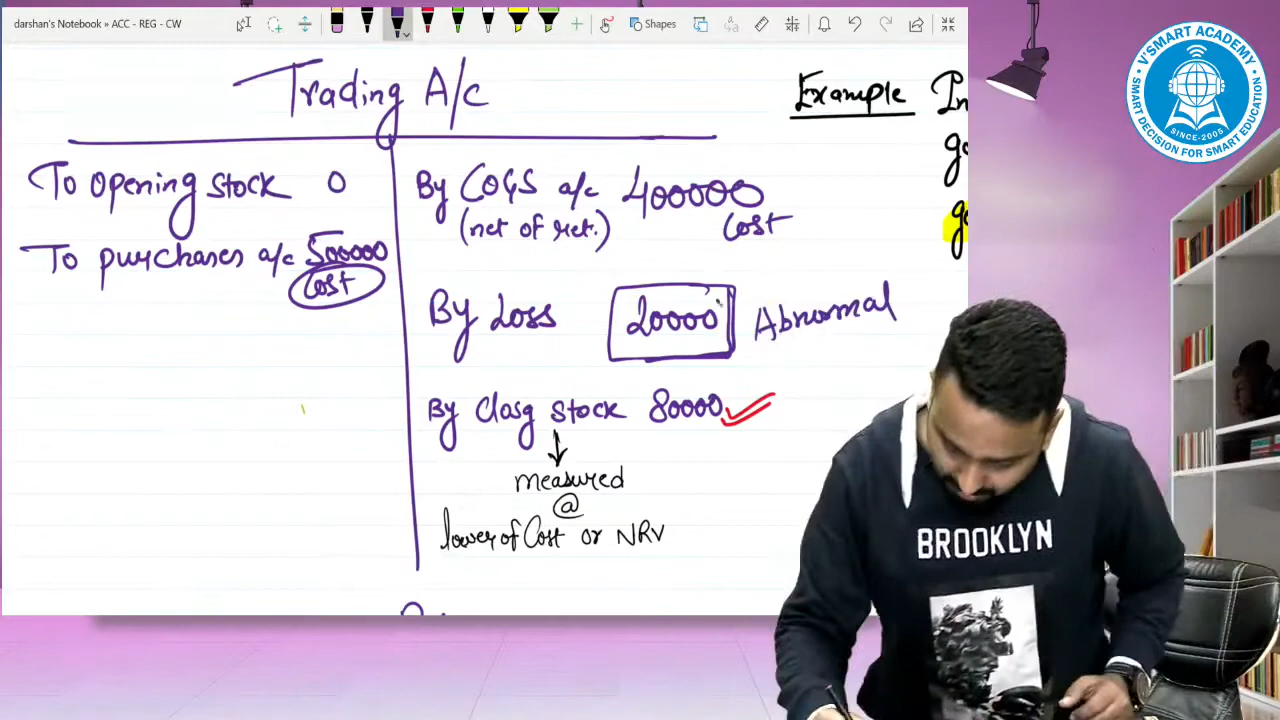 darshan's Notebook » ACC - REG - CW
Shapes
Trading A/c
To opening stock 0
To purchases a/c 500000
Cost
By COGS a/c 400000
(net of ret.) Cost
By Loss 20000 Abnormal
By Closg stock 80000
measured
@
lower of Cost or NRV
Example
V'SMART ACADEMY
SMART DECISION FOR SMART EDUCATION
SINCE-2005
BROOKLYN